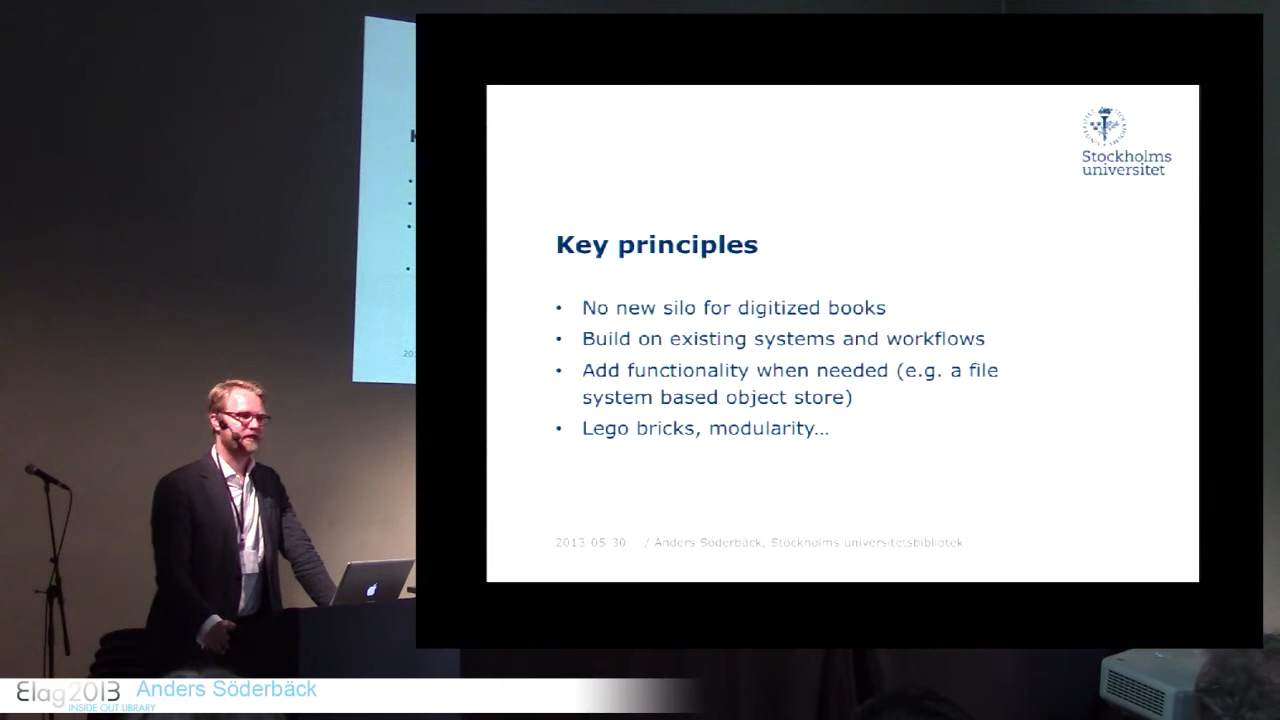 Stockholms
universitet
Key principles
• No new silo for digitized books
• Build on existing systems and workflows
• Add functionality when needed (e.g. a file
system based object store)
• Lego bricks, modularity…
2013-05-30 / Anders Söderbäck, Stockholms universitetsbibliotek
Elag2013 Anders Söderbäck
INSIDE OUT LIBRARY